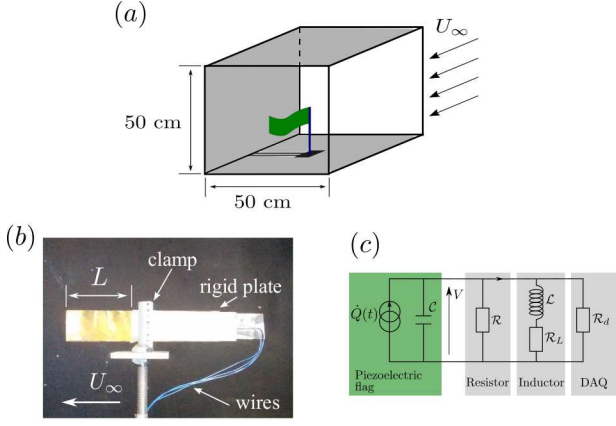 (a)
U∞
50 cm
50 cm
(b)
clamp
L
rigid plate
U∞
wires
(c)
Q̇(t)
𝒞
V
ℛ
ℒ
ℛ_L
ℛ_d
Piezoelectric
flag
Resistor
Inductor
DAQ